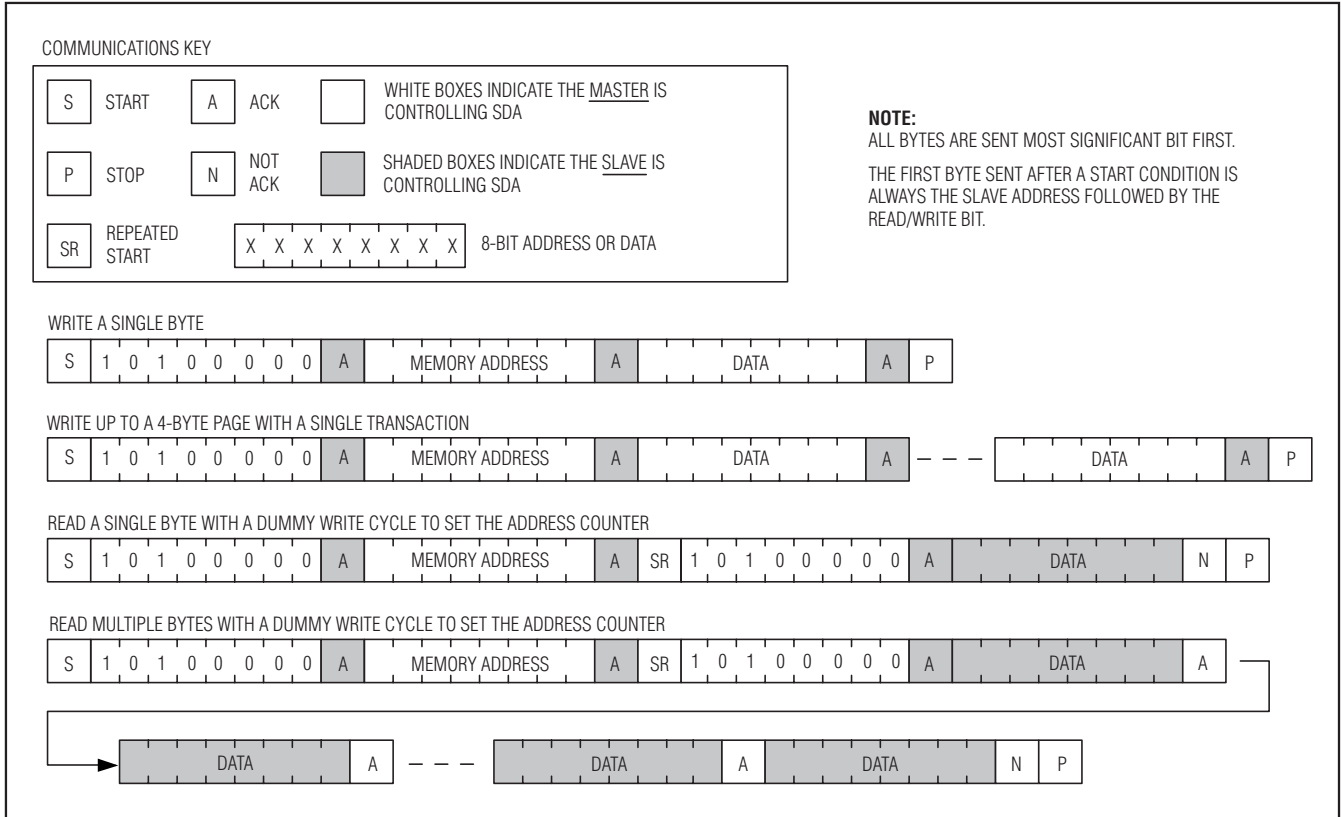 COMMUNICATIONS KEY
S START A ACK WHITE BOXES INDICATE THE MASTER IS
CONTROLLING SDA
P STOP N NOT
ACK SHADED BOXES INDICATE THE SLAVE IS
CONTROLLING SDA
SR REPEATED
START X X X X X X X X 8-BIT ADDRESS OR DATA
NOTE:
ALL BYTES ARE SENT MOST SIGNIFICANT BIT FIRST.
THE FIRST BYTE SENT AFTER A START CONDITION IS
ALWAYS THE SLAVE ADDRESS FOLLOWED BY THE
READ/WRITE BIT.
WRITE A SINGLE BYTE
S 1 0 1 0 0 0 0 0 A MEMORY ADDRESS A DATA A P
WRITE UP TO A 4-BYTE PAGE WITH A SINGLE TRANSACTION
S 1 0 1 0 0 0 0 0 A MEMORY ADDRESS A DATA A DATA A P
READ A SINGLE BYTE WITH A DUMMY WRITE CYCLE TO SET THE ADDRESS COUNTER
S 1 0 1 0 0 0 0 0 A MEMORY ADDRESS A SR 1 0 1 0 0 0 0 0 A DATA N P
READ MULTIPLE BYTES WITH A DUMMY WRITE CYCLE TO SET THE ADDRESS COUNTER
S 1 0 1 0 0 0 0 0 A MEMORY ADDRESS A SR 1 0 1 0 0 0 0 0 A DATA A
DATA A DATA A DATA N P